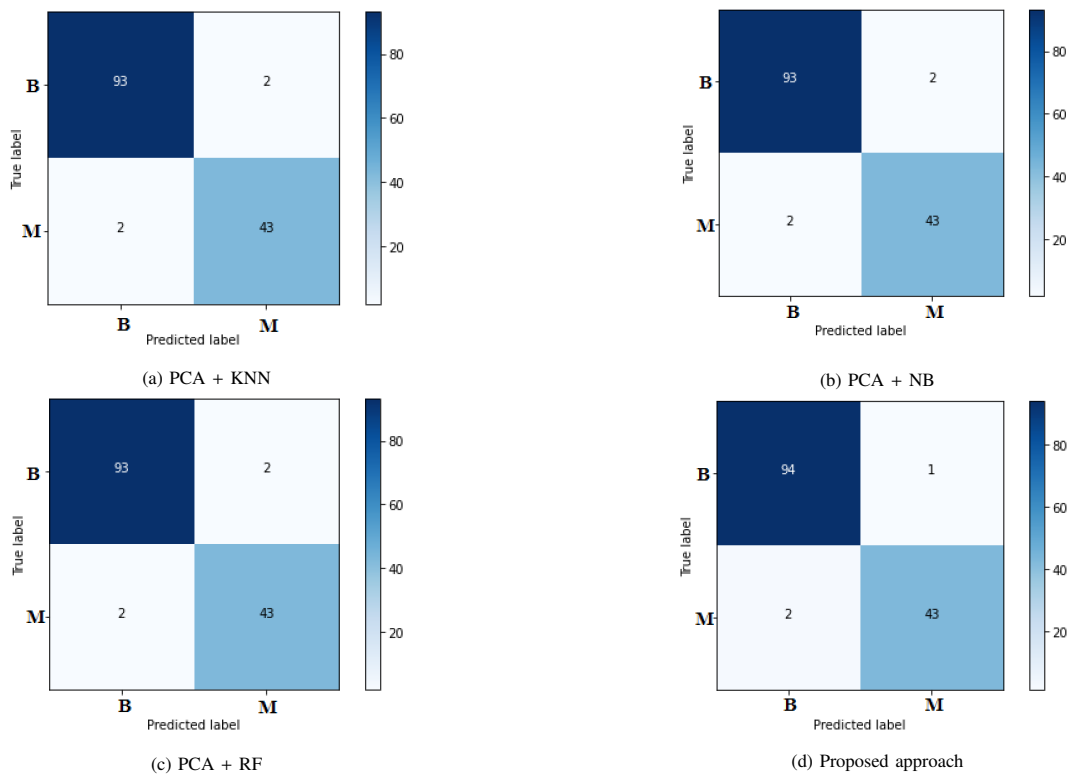 B
93
2
80
60
True label
M
2
43
40
20
B
M
Predicted label
(a) PCA + KNN
B
93
2
80
60
True label
M
2
43
40
20
B
M
Predicted label
(b) PCA + NB
B
93
2
80
60
True label
M
2
43
40
20
B
M
Predicted label
(c) PCA + RF
B
94
1
80
60
True label
M
2
43
40
20
B
M
Predicted label
(d) Proposed approach